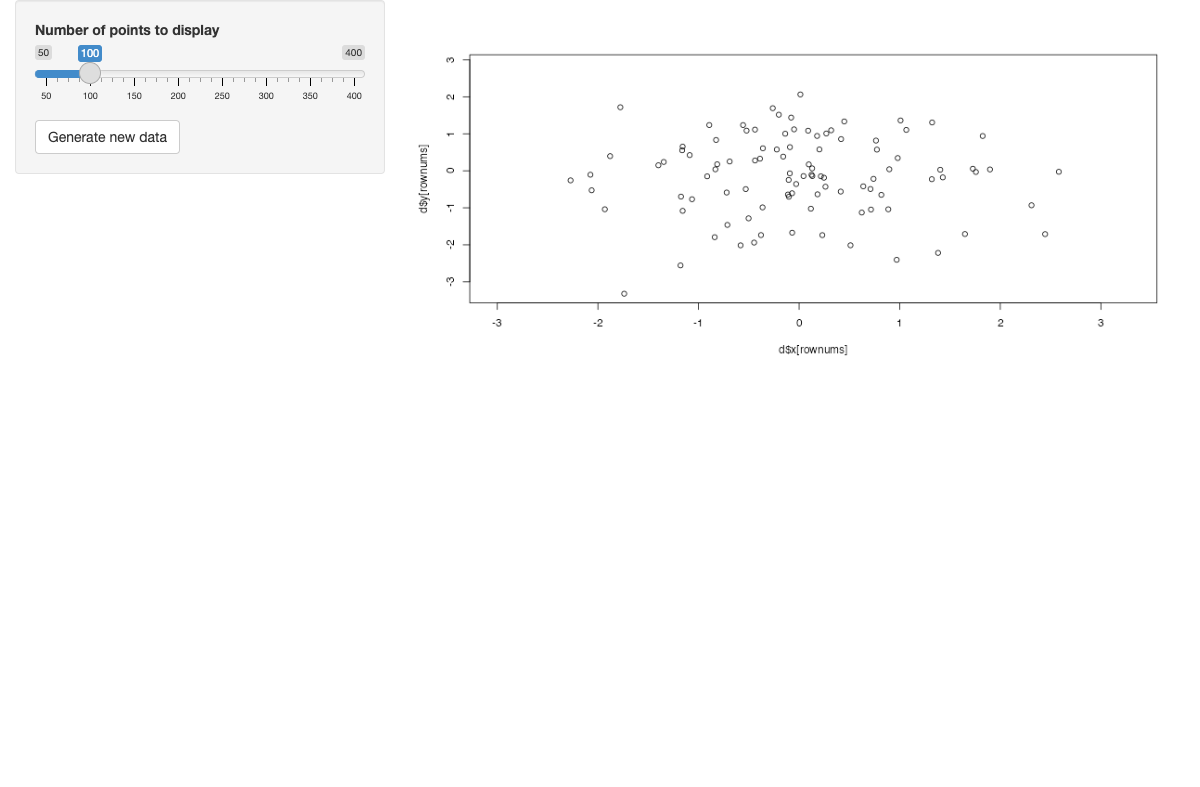 Number of points to display
50 100 400
50 100 150 200 250 300 350 400
Generate new data
d$y[rownums]
3
2
1
0
-1
-2
-3
-3 -2 -1 0 1 2 3
d$x[rownums]